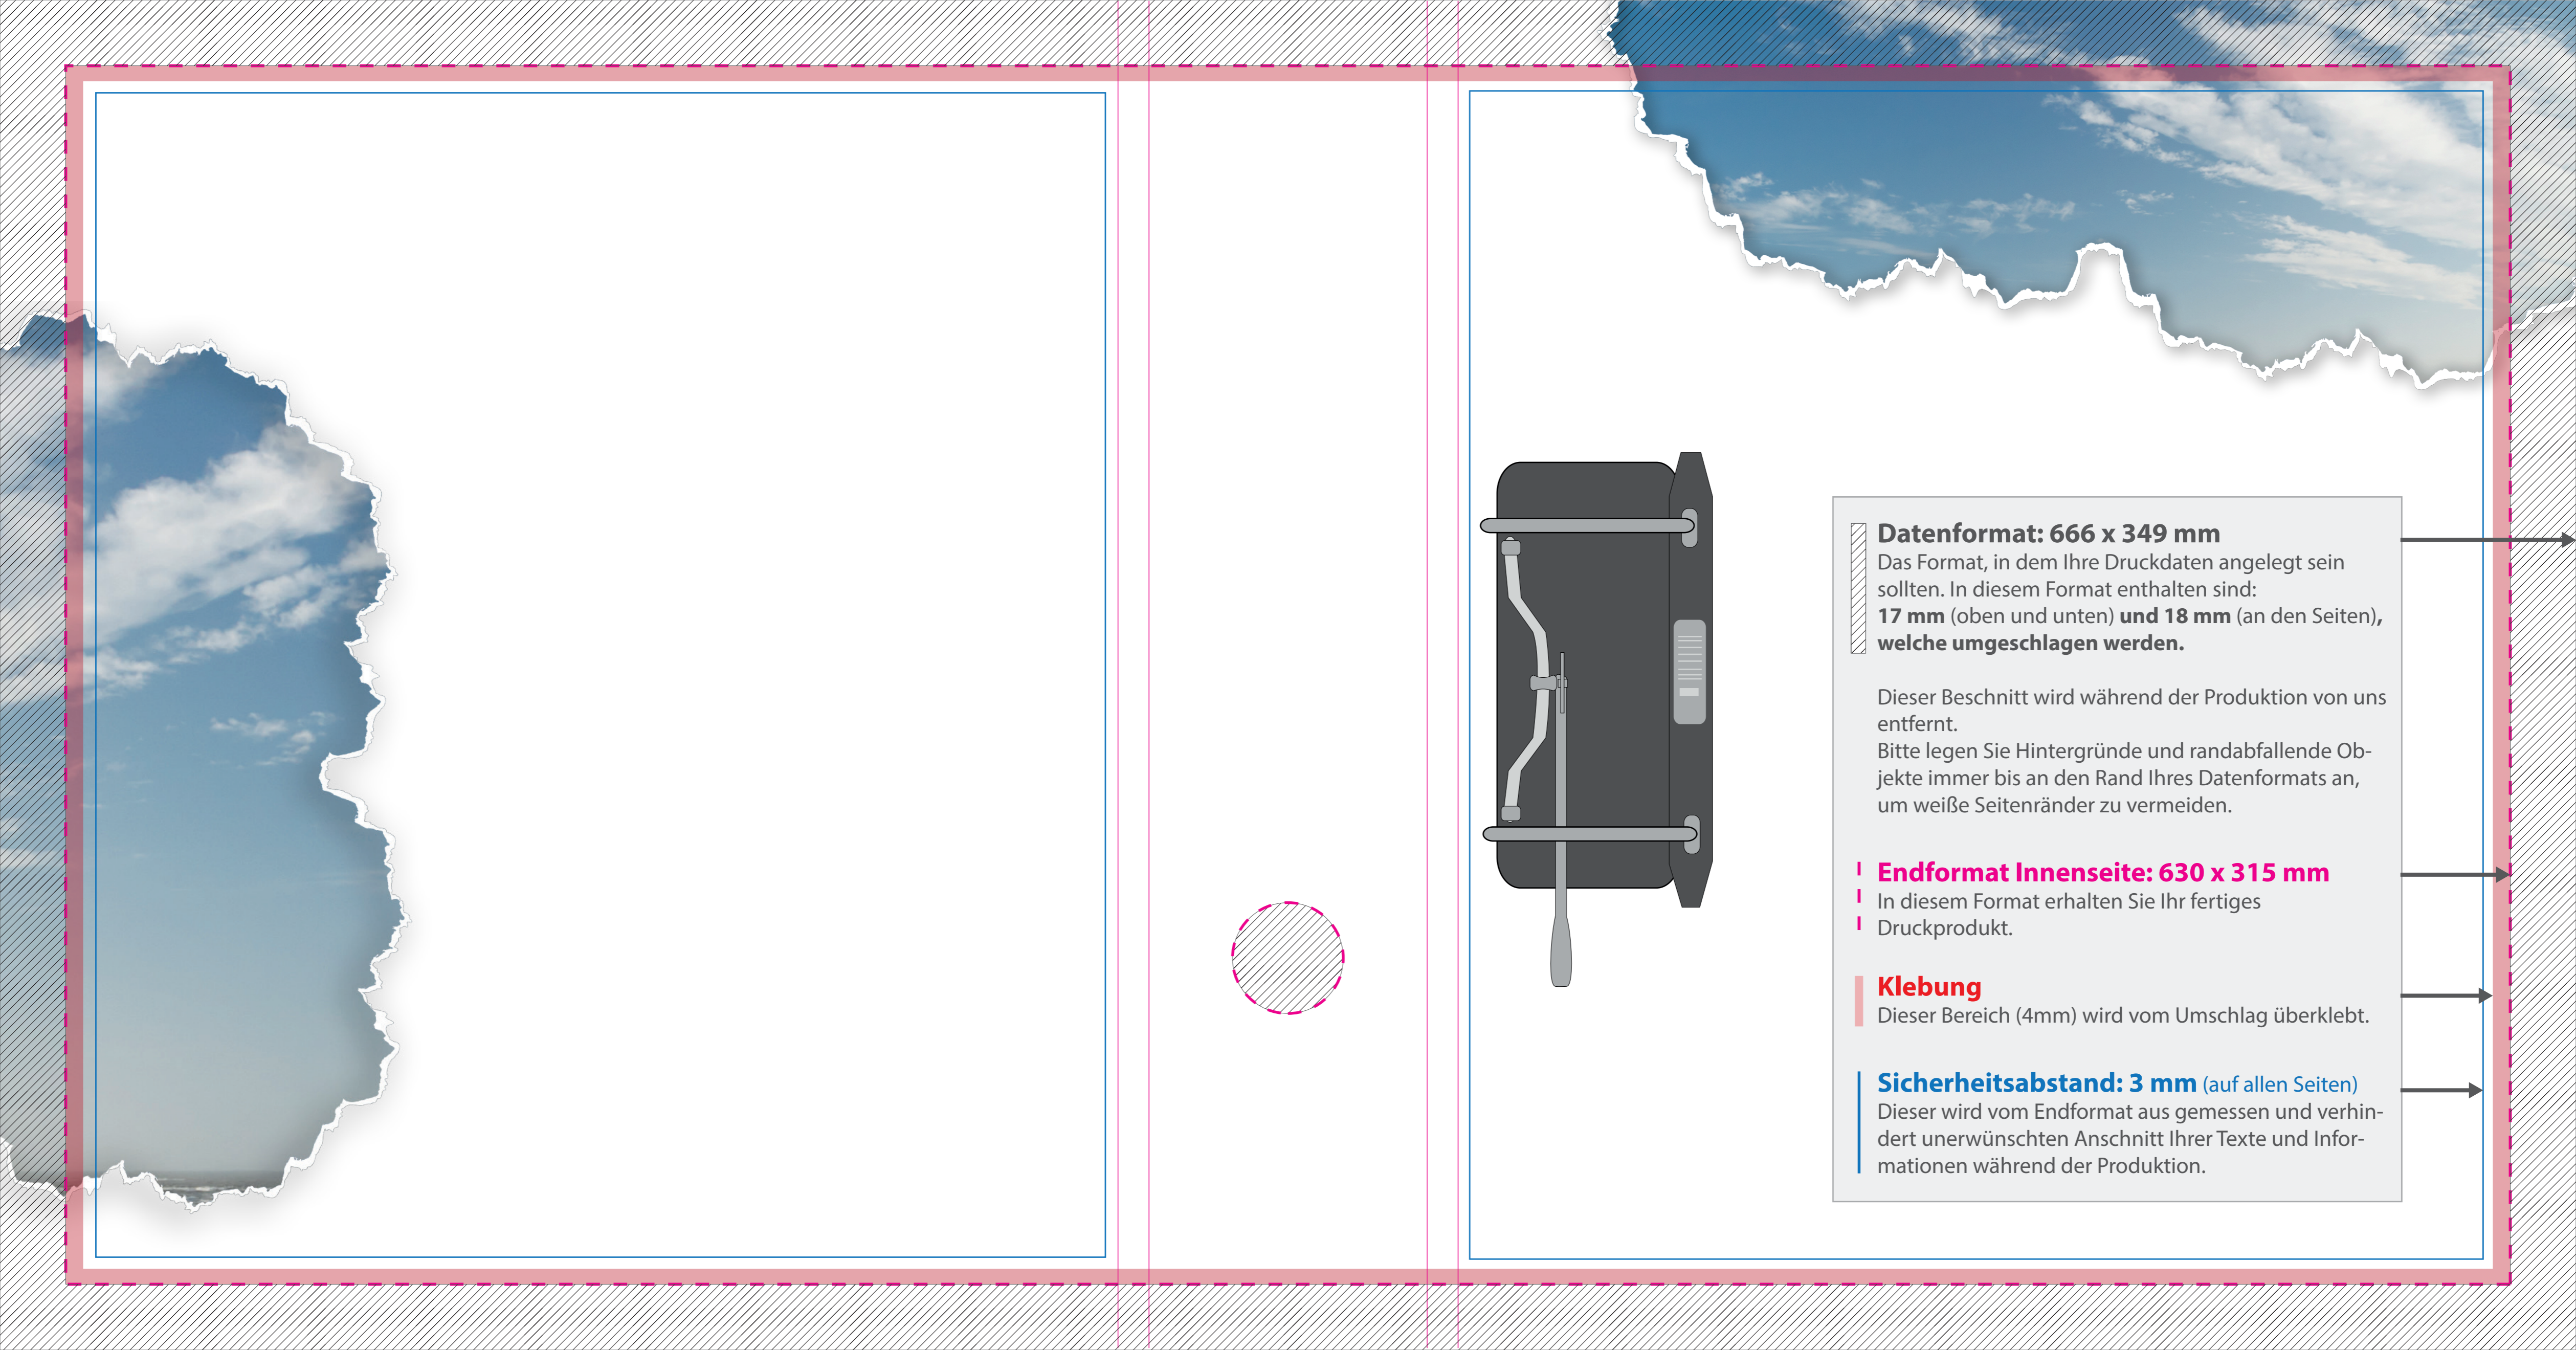 Datenformat: 666 x 349 mm
Das Format, in dem Ihre Druckdaten angelegt sein
sollten. In diesem Format enthalten sind:
17 mm (oben und unten) und 18 mm (an den Seiten),
welche umgeschlagen werden.
Dieser Beschnitt wird während der Produktion von uns
entfernt.
Bitte legen Sie Hintergründe und randabfallende Ob-
jekte immer bis an den Rand Ihres Datenformats an,
um weiße Seitenränder zu vermeiden.
Endformat Innenseite: 630 x 315 mm
In diesem Format erhalten Sie Ihr fertiges
Druckprodukt.
Klebung
Dieser Bereich (4mm) wird vom Umschlag überklebt.
Sicherheitsabstand: 3 mm (auf allen Seiten)
Dieser wird vom Endformat aus gemessen und verhin-
dert unerwünschten Anschnitt Ihrer Texte und Infor-
mationen während der Produktion.